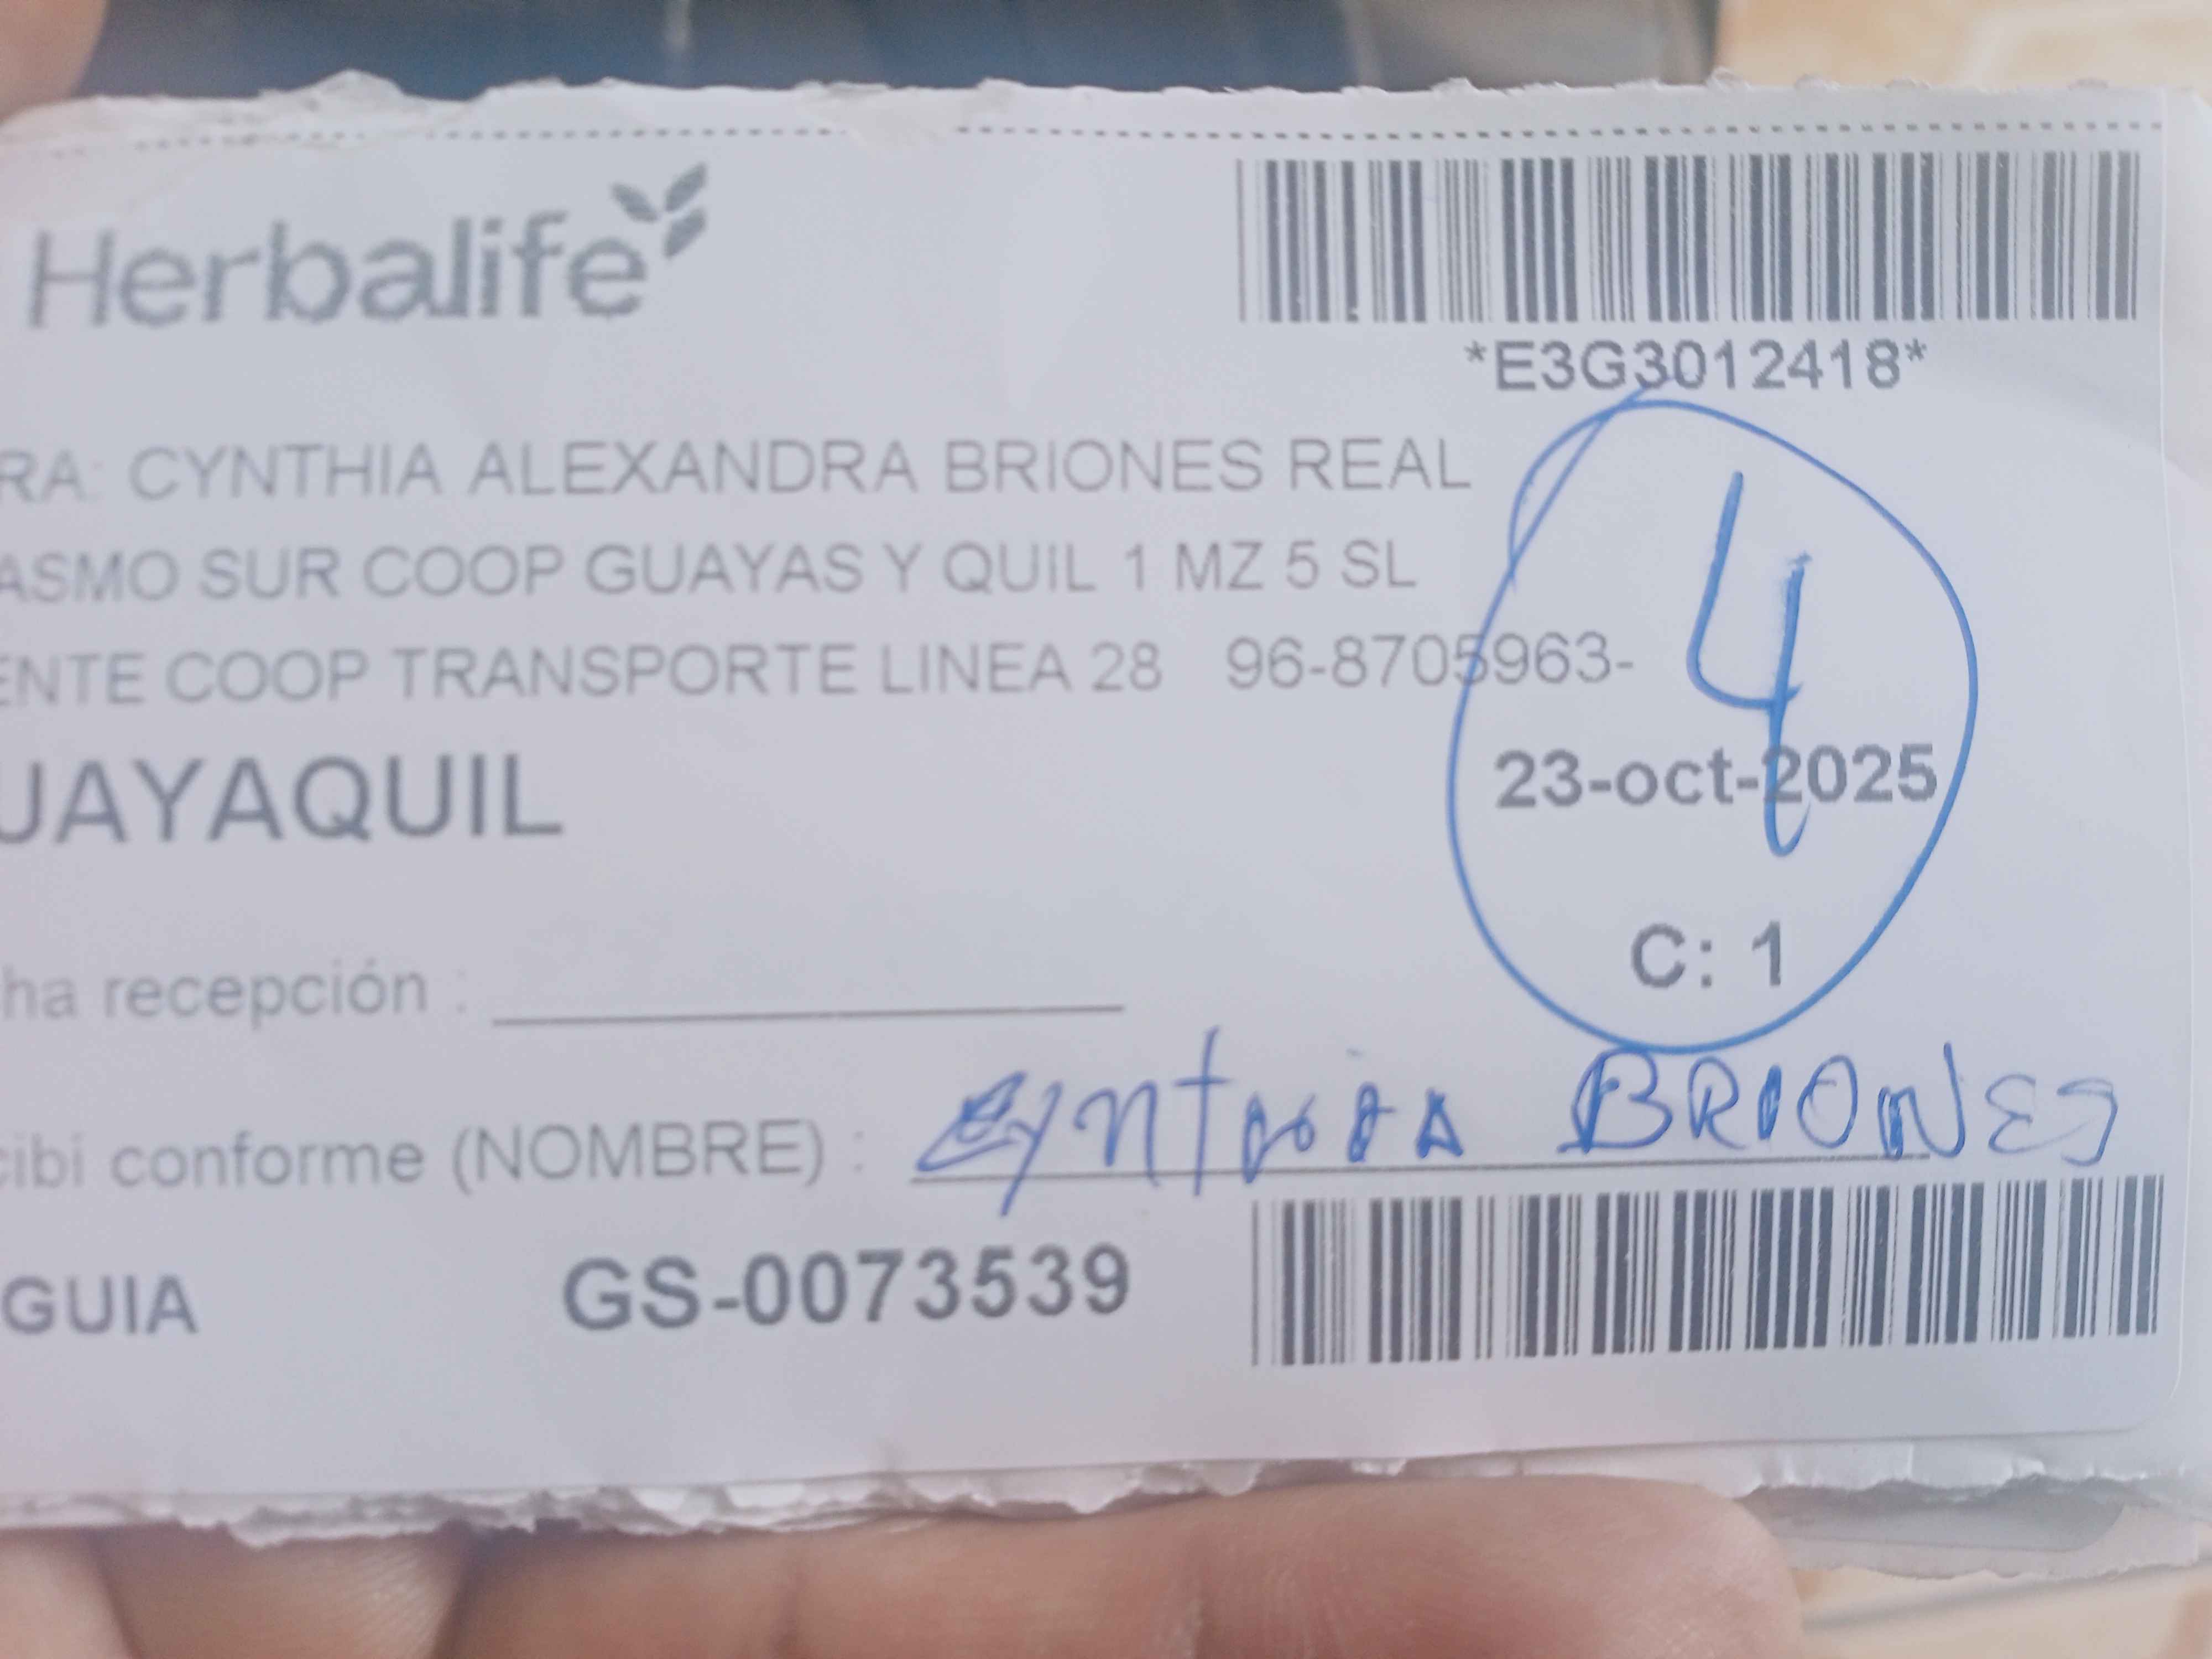 Herbalife
*E3G3012418*
RA: CYNTHIA ALEXANDRA BRIONES REAL
ASMO SUR COOP GUAYAS Y QUIL 1 MZ 5 SL
ENTE COOP TRANSPORTE LINEA 28 96-8705963-
4
UAYAQUIL
23-oct-2025
C: 1
ha recepción :
cibi conforme (NOMBRE) : Cynthia BRIONES
GUIA GS-0073539